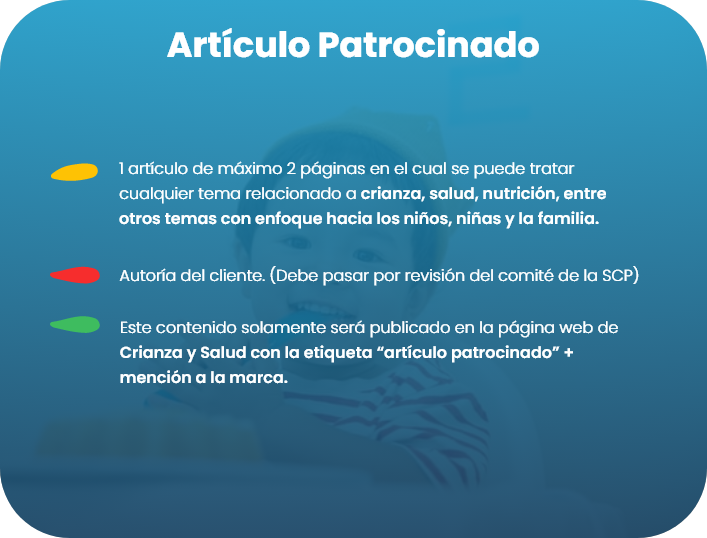 Artículo Patrocinado
1 artículo de máximo 2 páginas en el cual se puede tratar
cualquier tema relacionado a crianza, salud, nutrición, entre
otros temas con enfoque hacia los niños, niñas y la familia.
Autoría del cliente. (Debe pasar por revisión del comité de la SCP)
Este contenido solamente será publicado en la página web de
Crianza y Salud con la etiqueta “artículo patrocinado” +
mención a la marca.